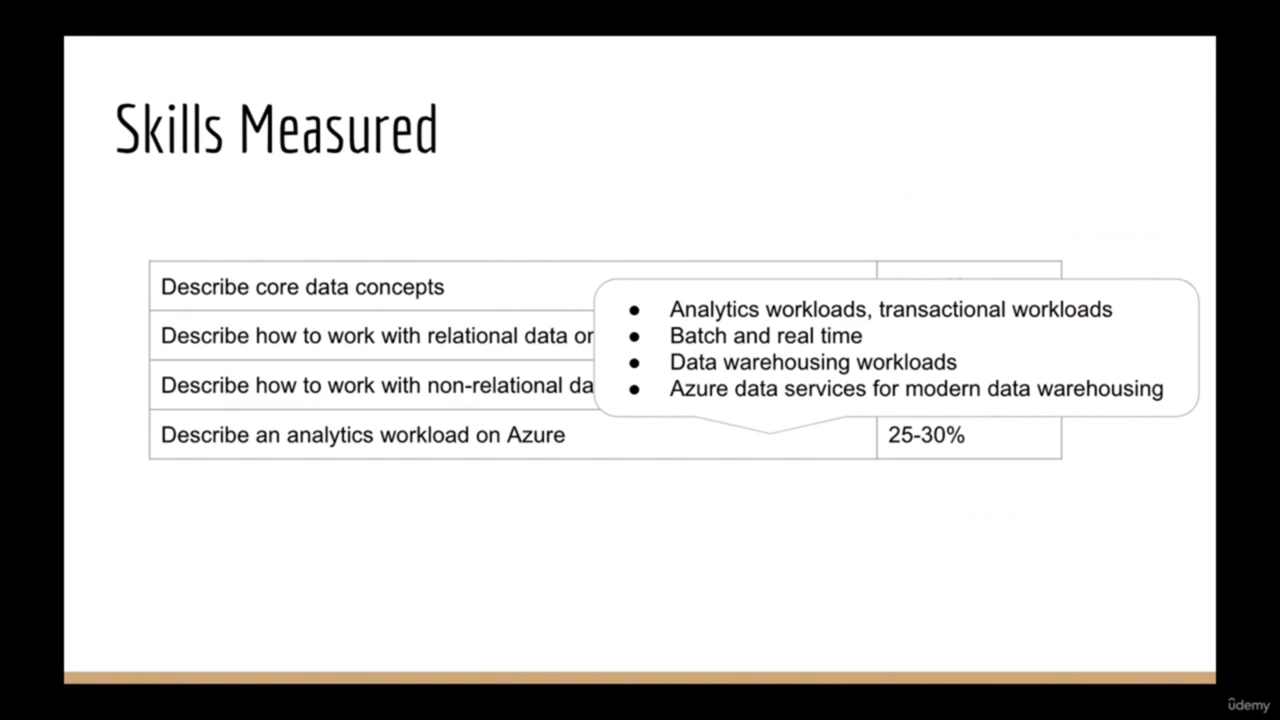 Skills Measured
Describe core data concepts
Describe how to work with relational data or
Describe how to work with non-relational da
Describe an analytics workload on Azure
25-30%
● Analytics workloads, transactional workloads
● Batch and real time
● Data warehousing workloads
● Azure data services for modern data warehousing
ûdemy